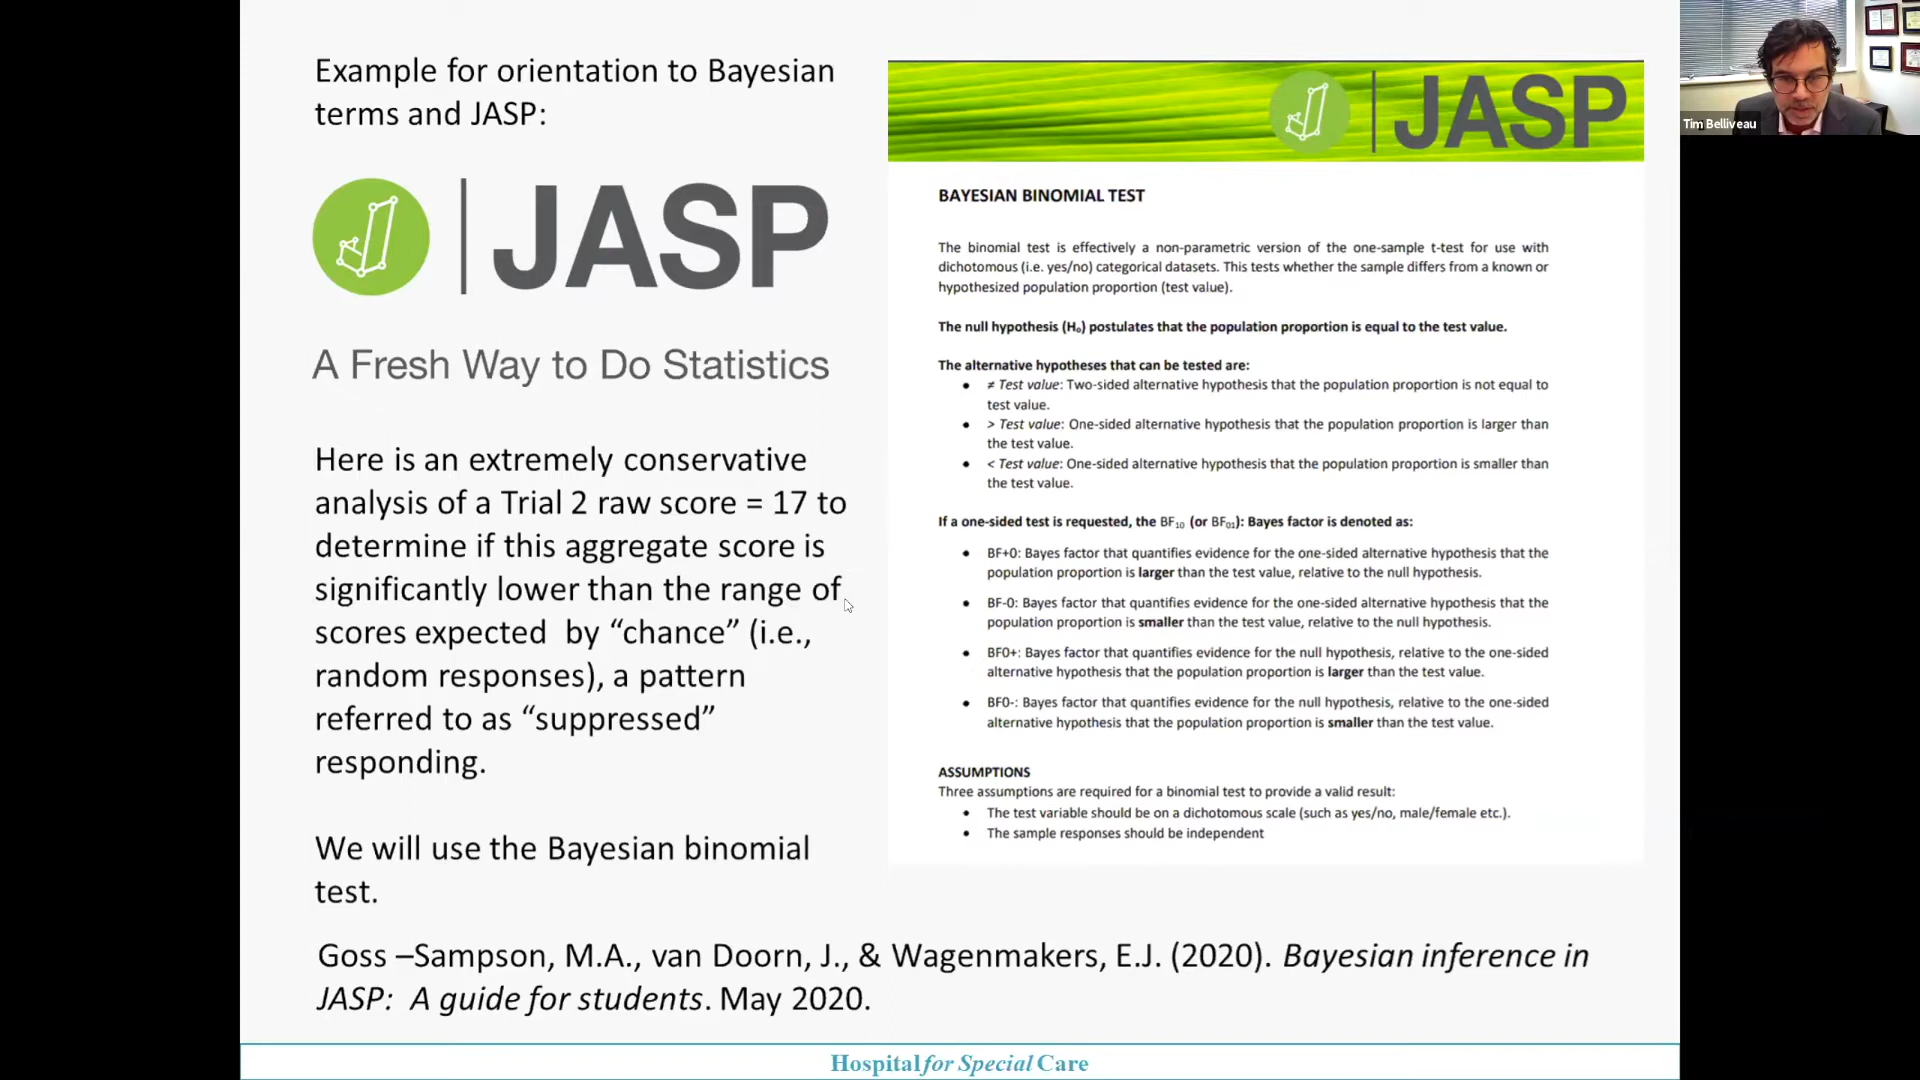 Example for orientation to Bayesian
terms and JASP:
JASP
A Fresh Way to Do Statistics
Here is an extremely conservative
analysis of a Trial 2 raw score = 17 to
determine if this aggregate score is
significantly lower than the range of
scores expected  by “chance” (i.e.,
random responses), a pattern
referred to as “suppressed”
responding.
We will use the Bayesian binomial
test.
JASP
BAYESIAN BINOMIAL TEST
The binomial test is effectively a non-parametric version of the one-sample t-test for use with
dichotomous (i.e. yes/no) categorical datasets. This tests whether the sample differs from a known or
hypothesized population proportion (test value).
The null hypothesis (H₀) postulates that the population proportion is equal to the test value.
The alternative hypotheses that can be tested are:
• ≠ Test value: Two-sided alternative hypothesis that the population proportion is not equal to
test value.
• > Test value: One-sided alternative hypothesis that the population proportion is larger than
the test value.
• < Test value: One-sided alternative hypothesis that the population proportion is smaller than
the test value.
If a one-sided test is requested, the BF₁₀ (or BF₀₁): Bayes factor is denoted as:
• BF+0: Bayes factor that quantifies evidence for the one-sided alternative hypothesis that the
population proportion is larger than the test value, relative to the null hypothesis.
• BF-0: Bayes factor that quantifies evidence for the one-sided alternative hypothesis that the
population proportion is smaller than the test value, relative to the null hypothesis.
• BF0+: Bayes factor that quantifies evidence for the null hypothesis, relative to the one-sided
alternative hypothesis that the population proportion is larger than the test value.
• BF0-: Bayes factor that quantifies evidence for the null hypothesis, relative to the one-sided
alternative hypothesis that the population proportion is smaller than the test value.
ASSUMPTIONS
Three assumptions are required for a binomial test to provide a valid result:
• The test variable should be on a dichotomous scale (such as yes/no, male/female etc.).
• The sample responses should be independent
Goss –Sampson, M.A., van Doorn, J., & Wagenmakers, E.J. (2020). Bayesian inference in
JASP:  A guide for students. May 2020.
Hospital for Special Care
Tim Belliveau